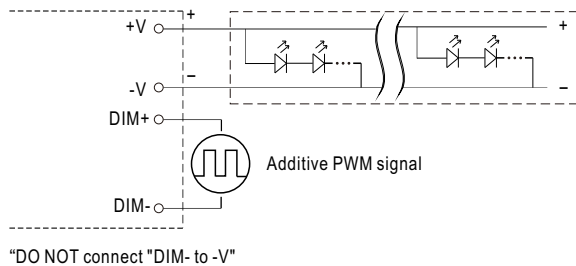 +V
+
+
-V
−
−
DIM+
Additive PWM signal
DIM-
“DO NOT connect "DIM- to -V"